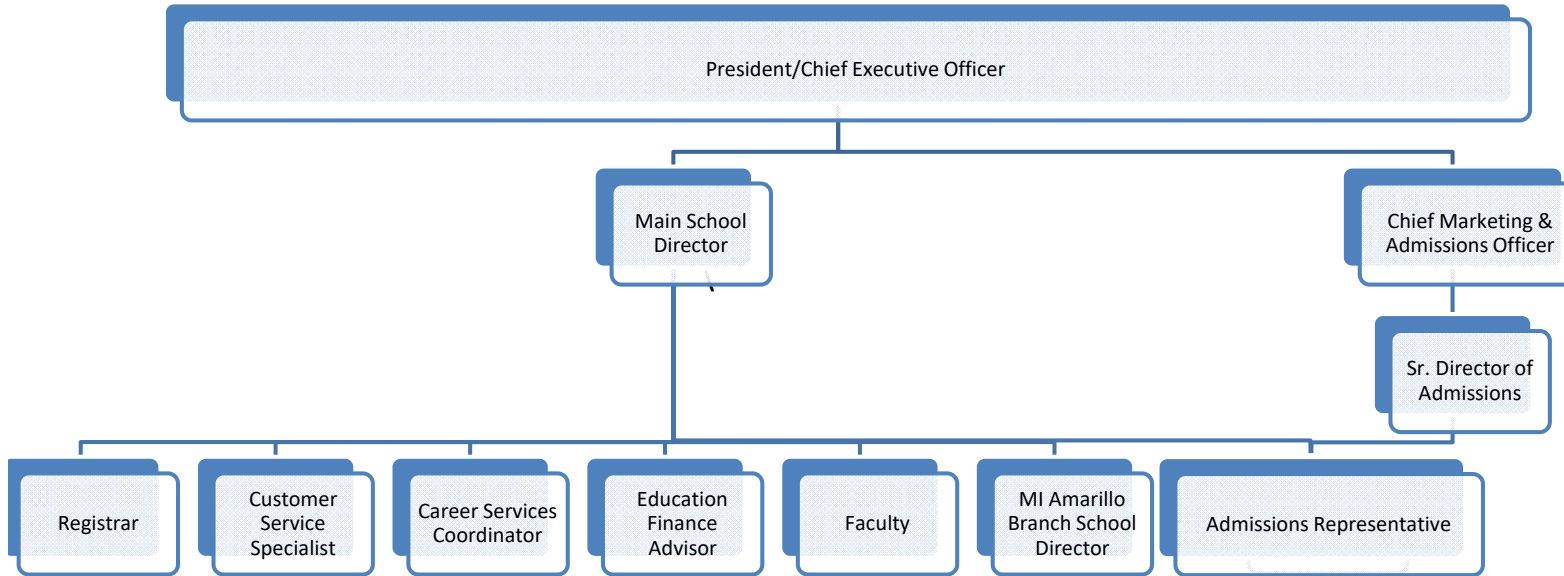 President/Chief Executive Officer
Main School
Director
Chief Marketing &
Admissions Officer
\
Sr. Director of
Admissions
Registrar
Customer
Service
Specialist
Career Services
Coordinator
Education
Finance
Advisor
Faculty
MI Amarillo
Branch School
Director
Admissions Representative